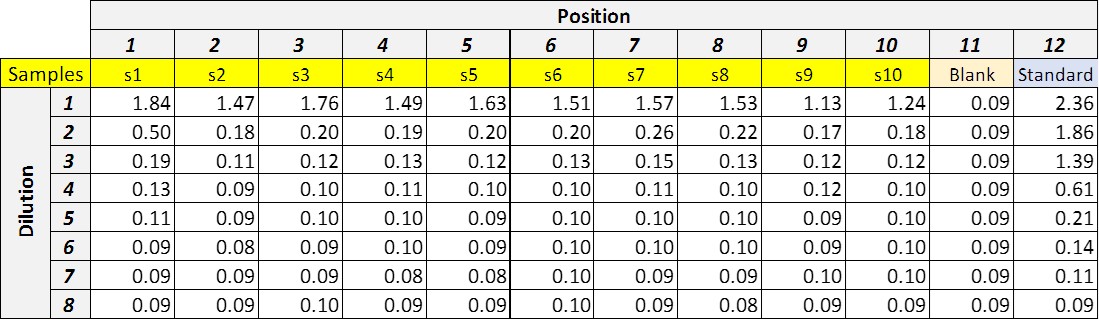 Position
1 2 3 4 5 6 7 8 9 10 11 12
Samples s1 s2 s3 s4 s5 s6 s7 s8 s9 s10 Blank Standard
Dilution
1 1.84 1.47 1.76 1.49 1.63 1.51 1.57 1.53 1.13 1.24 0.09 2.36
2 0.50 0.18 0.20 0.19 0.20 0.20 0.26 0.22 0.17 0.18 0.09 1.86
3 0.19 0.11 0.12 0.13 0.12 0.13 0.15 0.13 0.12 0.12 0.09 1.39
4 0.13 0.09 0.10 0.11 0.10 0.10 0.11 0.10 0.12 0.10 0.09 0.61
5 0.11 0.09 0.10 0.10 0.09 0.10 0.10 0.10 0.09 0.10 0.09 0.21
6 0.09 0.08 0.09 0.10 0.09 0.10 0.10 0.10 0.09 0.10 0.09 0.14
7 0.09 0.09 0.09 0.08 0.08 0.10 0.09 0.09 0.10 0.10 0.09 0.11
8 0.09 0.09 0.10 0.09 0.09 0.10 0.09 0.08 0.09 0.09 0.09 0.09